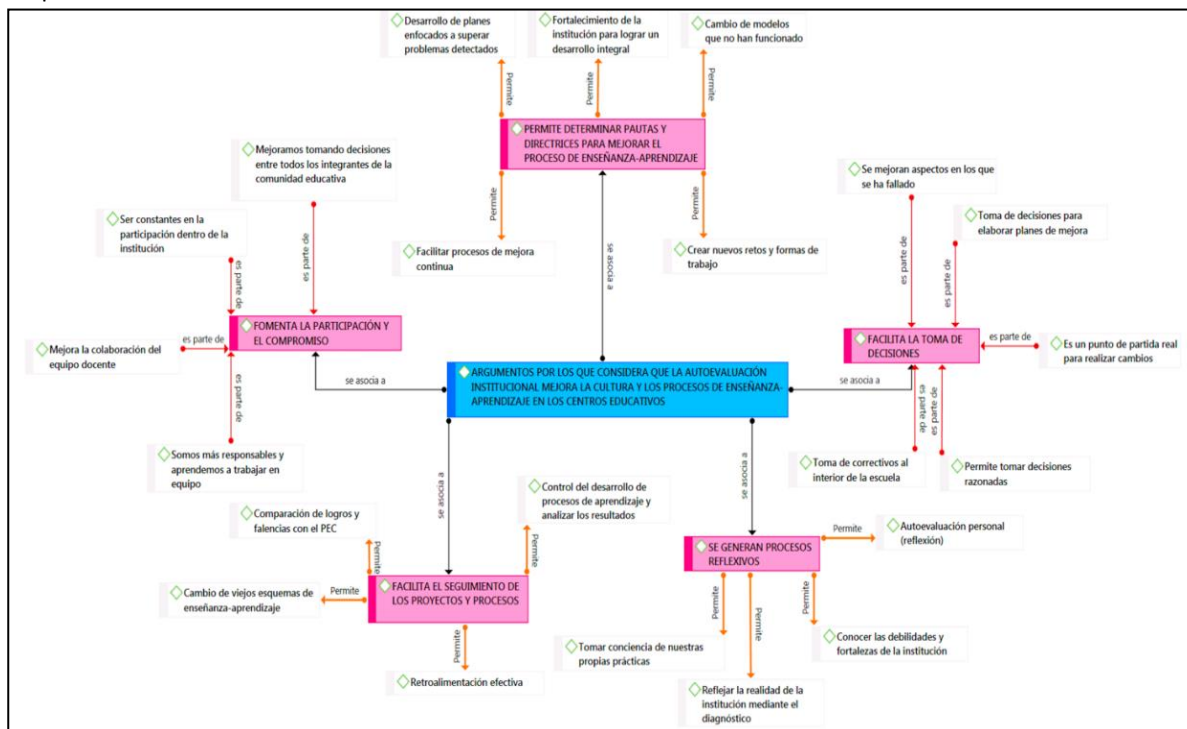 Desarrollo de planes
enfocados a superar
problemas detectados
Fortalecimiento de la
institución para lograr un
desarrollo integral
Cambio de modelos
que no han funcionado
Permite
Permite
Permite
PERMITE DETERMINAR PAUTAS Y
DIRECTRICES PARA MEJORAR EL
PROCESO DE ENSEÑANZA-APRENDIZAJE
Permite
Permite
Facilitar procesos de mejora
continua
Crear nuevos retos y formas de
trabajo
se asocia a
Mejoramos tomando decisiones
entre todos los integrantes de la
comunidad educativa
Ser constantes en la
participación dentro de la
institución
es parte de
es parte de
FOMENTA LA PARTICIPACIÓN Y
EL COMPROMISO
Mejora la colaboración del
equipo docente
es parte de
es parte de
Somos más responsables y
aprendemos a trabajar en
equipo
se asocia a
Se mejoran aspectos en los que
se ha fallado
Toma de decisiones para
elaborar planes de mejora
es parte de
es parte de
FACILITA LA TOMA DE
DECISIONES
es parte de
Es un punto de partida real
para realizar cambios
se asocia a
es parte de
es parte de
Toma de correctivos al
interior de la escuela
Permite tomar decisiones
razonadas
ARGUMENTOS POR LOS QUE CONSIDERA QUE LA AUTOEVALUACIÓN
INSTITUCIONAL MEJORA LA CULTURA Y LOS PROCESOS DE ENSEÑANZA-
APRENDIZAJE EN LOS CENTROS EDUCATIVOS
se asocia a
se asocia a
Comparación de logros y
falencias con el PEC
Control del desarrollo de
procesos de aprendizaje y
analizar los resultados
Permite
Permite
FACILITA EL SEGUIMIENTO DE
LOS PROYECTOS Y PROCESOS
Cambio de viejos esquemas de
enseñanza-aprendizaje
Permite
Permite
Retroalimentación efectiva
SE GENERAN PROCESOS
REFLEXIVOS
Permite
Autoevaluación personal
(reflexión)
Permite
Permite
Permite
Tomar conciencia de nuestras
propias prácticas
Conocer las debilidades y
fortalezas de la institución
Reflejar la realidad de la
institución mediante el
diagnóstico